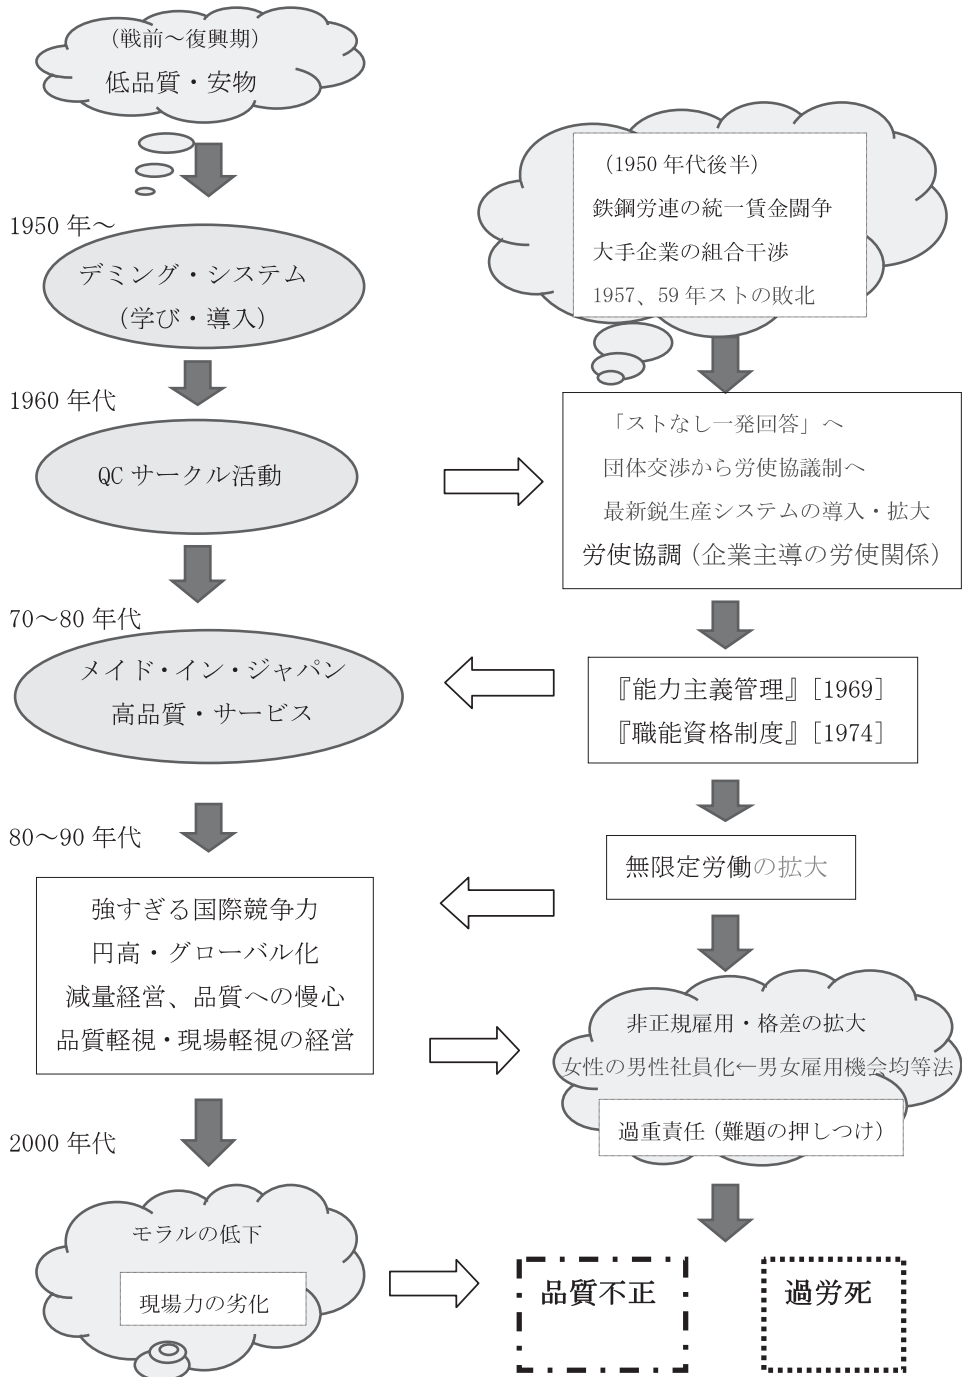 (戦前～復興期)
低品質・安物
1950 年～
デミング・システム
(学び・導入)
1960 年代
QC サークル活動
70～80 年代
メイド・イン・ジャパン
高品質・サービス
80～90 年代
強すぎる国際競争力
円高・グローバル化
減量経営、品質への慢心
品質軽視・現場軽視の経営
2000 年代
モラルの低下
現場力の劣化
(1950 年代後半)
鉄鋼労連の統一賃金闘争
大手企業の組合干渉
1957、59 年ストの敗北
「ストなし一発回答」へ
団体交渉から労使協議制へ
最新鋭生産システムの導入・拡大
労使協調(企業主導の労使関係)
『能力主義管理』[1969]
『職能資格制度』[1974]
無限定労働の拡大
非正規雇用・格差の拡大
女性の男性社員化←男女雇用機会均等法
過重責任(難題の押しつけ)
品質不正
過労死